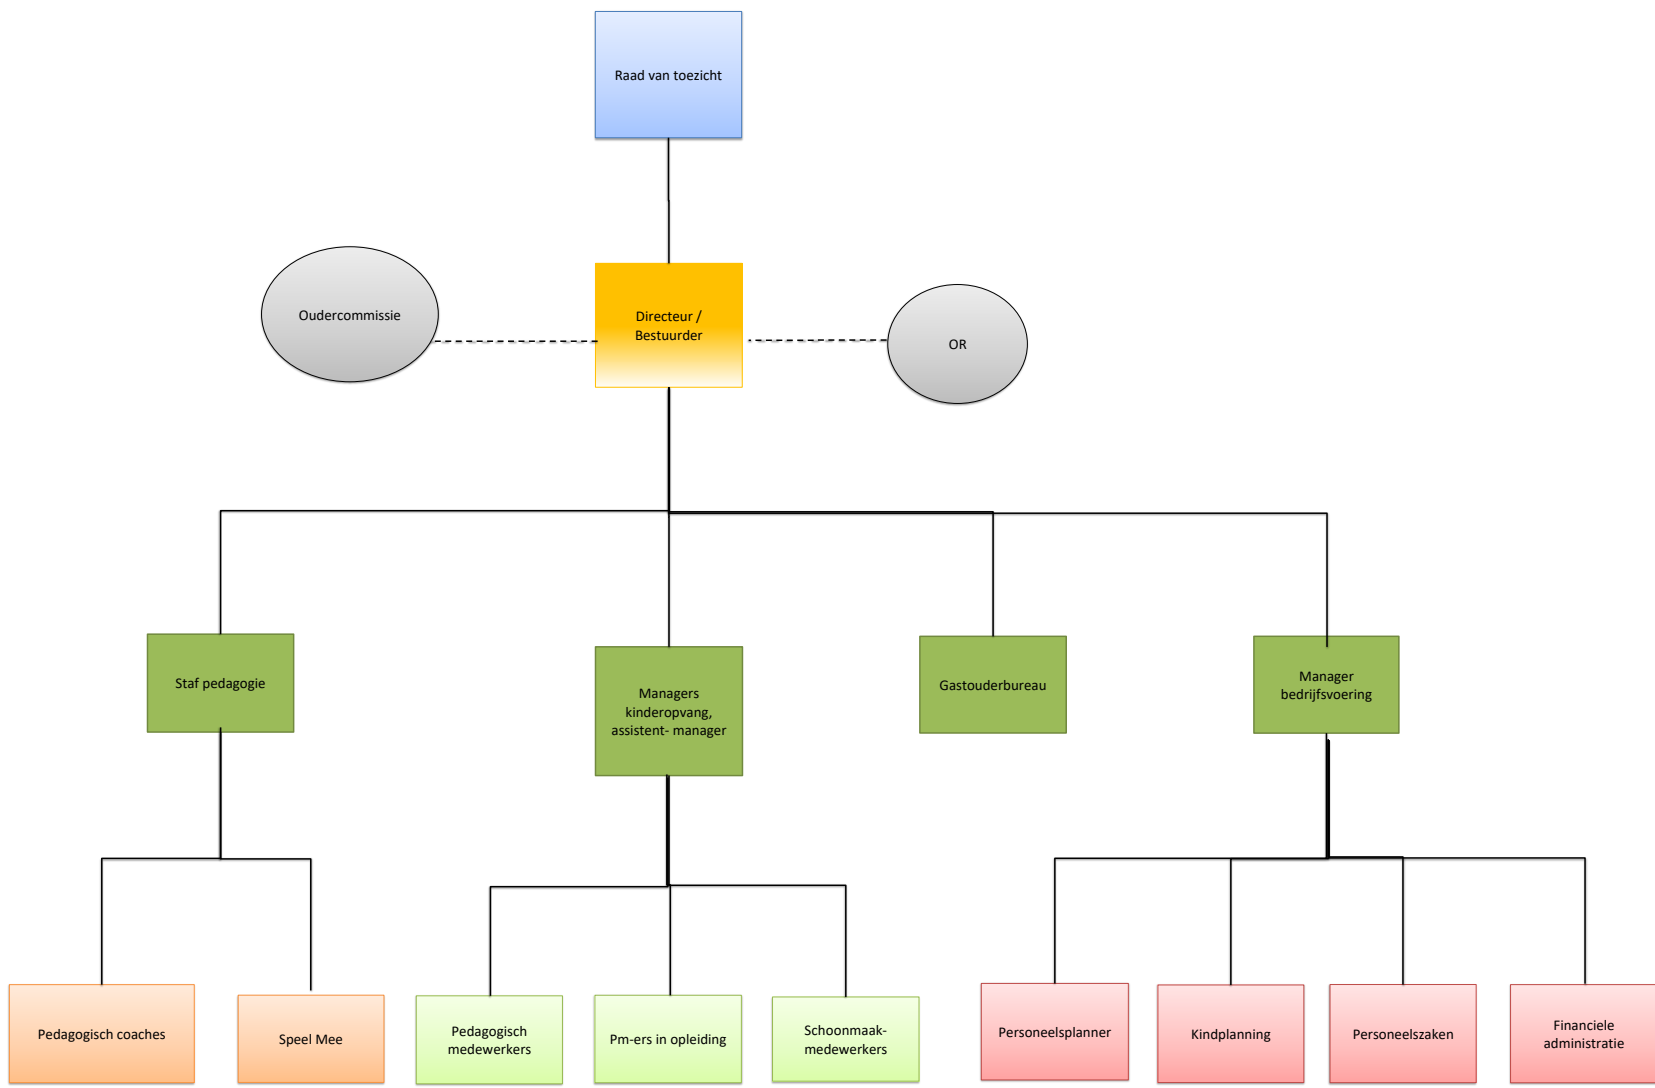 Raad van toezicht
Oudercommissie
Directeur /
Bestuurder
OR
Staf pedagogie
Managers
kinderopvang,
assistent- manager
Gastouderbureau
Manager
bedrijfsvoering
Pedagogisch coaches
Speel Mee
Pedagogisch
medewerkers
Pm-ers in opleiding
Schoonmaak-
medewerkers
Personeelsplanner
Kindplanning
Personeelszaken
Financiele
administratie